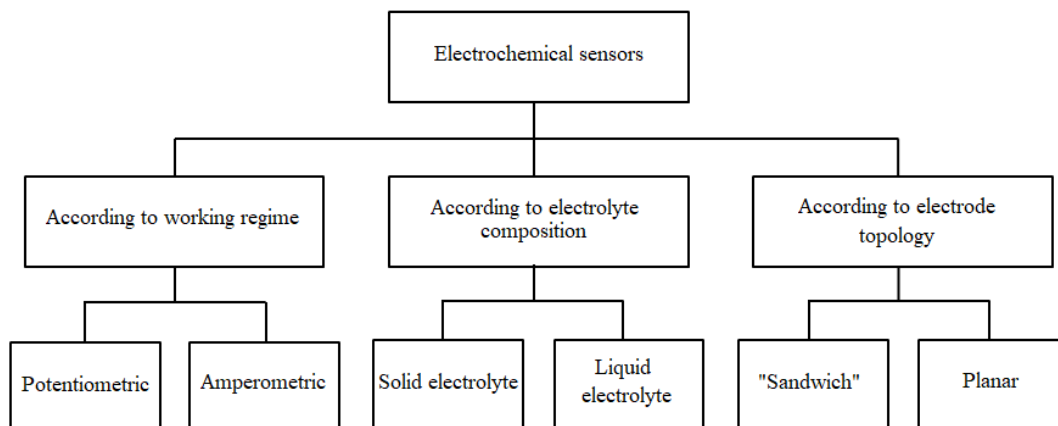 Electrochemical sensors
According to working regime
According to electrolyte
composition
According to electrode
topology
Potentiometric
Amperometric
Solid electrolyte
Liquid
electrolyte
"Sandwich"
Planar